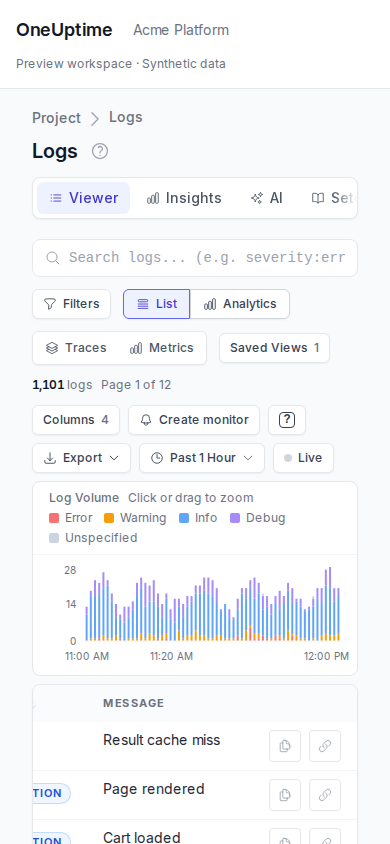 OneUptime Acme Platform
Preview workspace · Synthetic data
Project Logs
Logs ?
Viewer Insights AI Set
Search logs... (e.g. severity:err
Filters List Analytics
Traces Metrics Saved Views 1
1,101 logs Page 1 of 12
Columns 4 Create monitor ?
Export Past 1 Hour Live
Log Volume Click or drag to zoom
Error Warning Info Debug
Unspecified
28
14
0
11:00 AM 11:20 AM 12:00 PM
MESSAGE
Result cache miss
TION Page rendered
TION Cart loaded